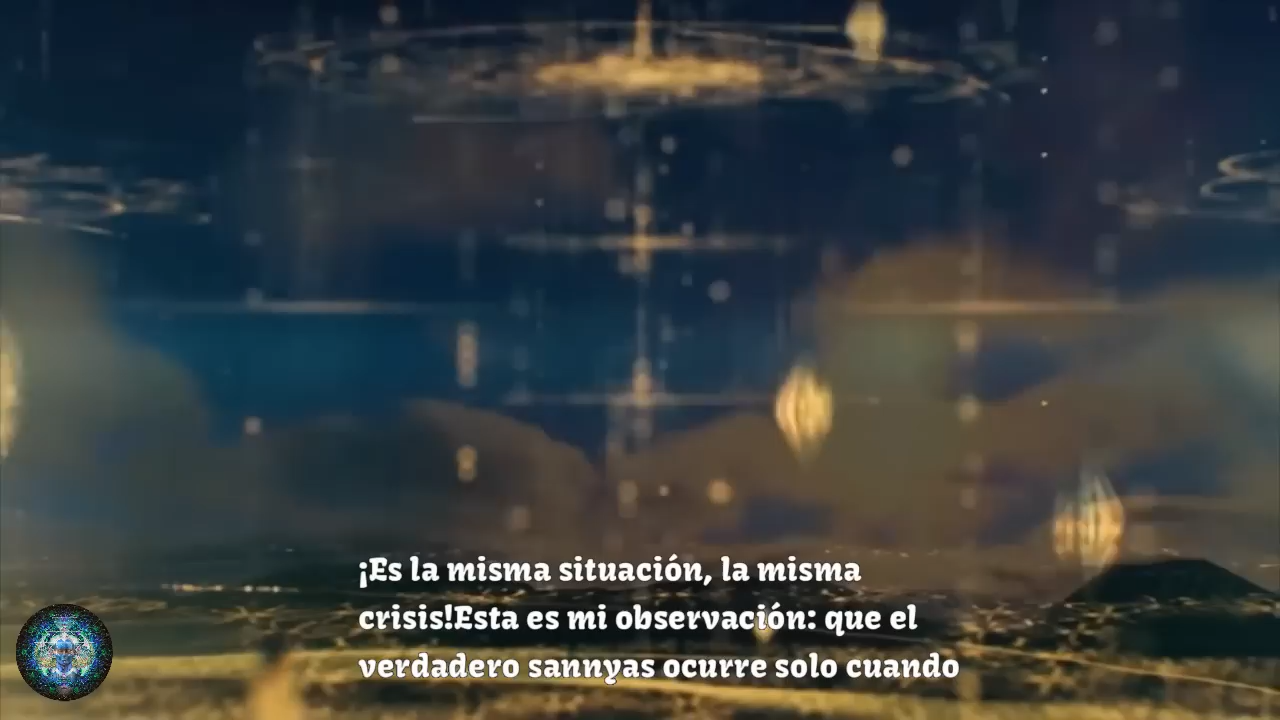 ¡Es la misma situación, la misma
crisis!Esta es mi observación: que el
verdadero sannyas ocurre solo cuando